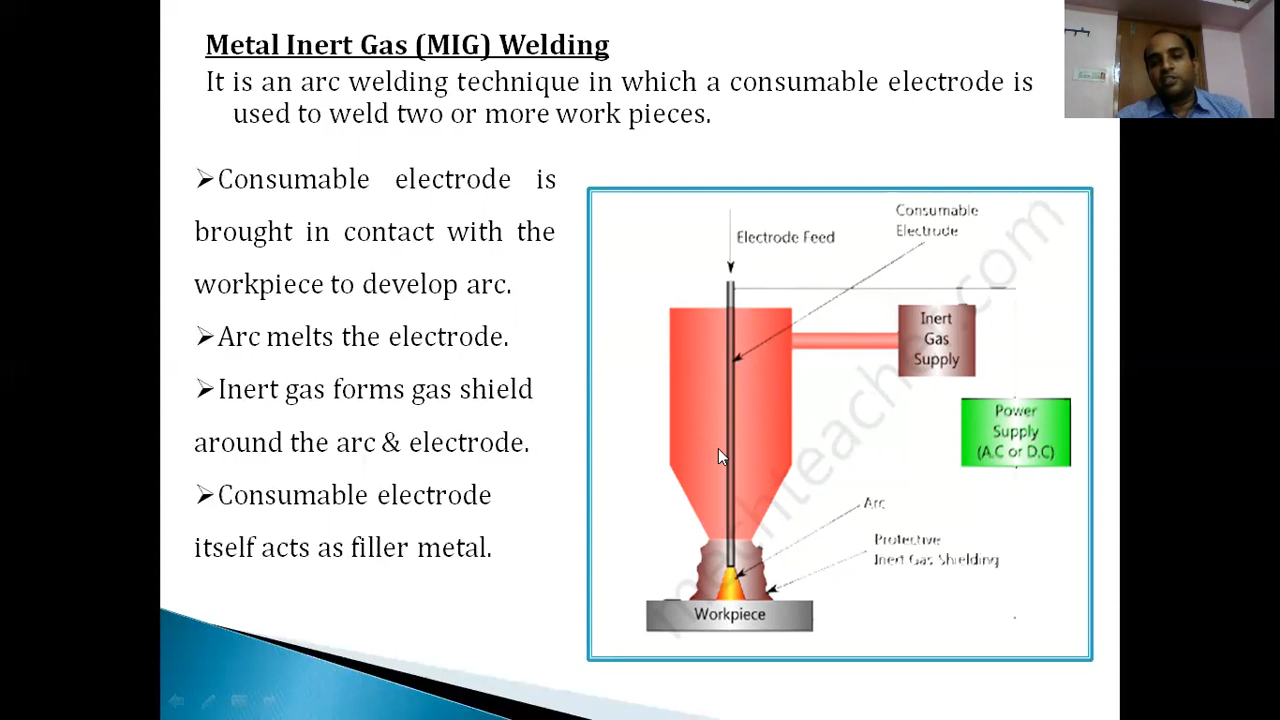 Metal Inert Gas (MIG) Welding
It is an arc welding technique in which a consumable electrode is
used to weld two or more work pieces.
➢Consumable electrode is
brought in contact with the
workpiece to develop arc.
➢Arc melts the electrode.
➢Inert gas forms gas shield
around the arc & electrode.
➢Consumable electrode
itself acts as filler metal.
Consumable
Electrode
Electrode Feed
Inert
Gas
Supply
Power
Supply
(A.C or D.C)
Arc
Protective
Inert Gas Shielding
Workpiece